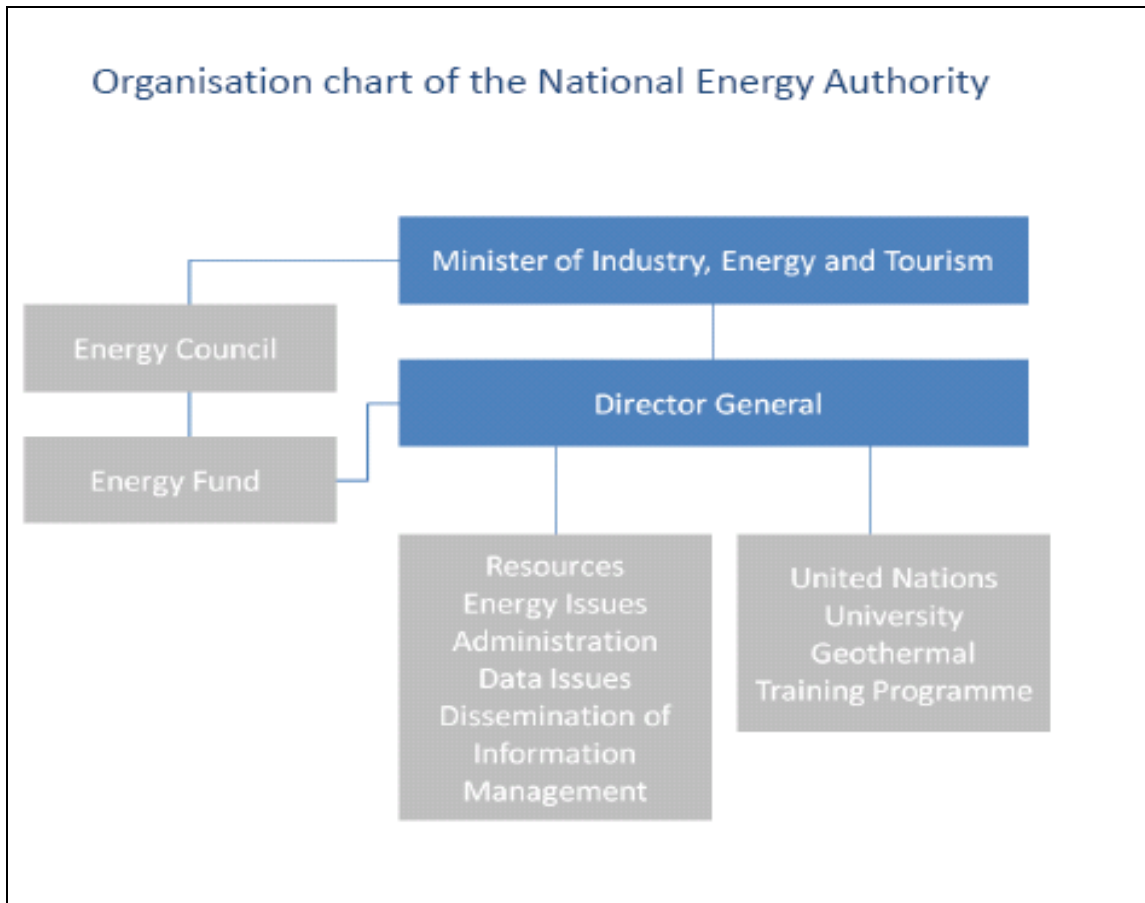 Organisation chart of the National Energy Authority
Minister of Industry, Energy and Tourism
Energy Council
Director General
Energy Fund
Resources
Energy Issues
Administration
Data Issues
Dissemination of
Information
Management
United Nations
University
Geothermal
Training Programme